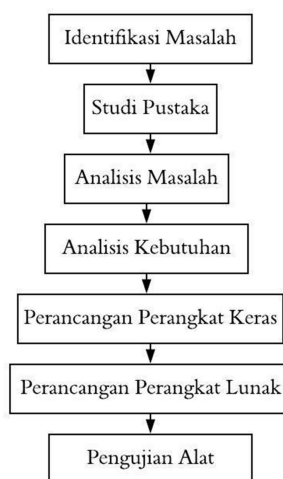 Identifikasi Masalah
Studi Pustaka
Analisis Masalah
Analisis Kebutuhan
Perancangan Perangkat Keras
Perancangan Perangkat Lunak
Pengujian Alat